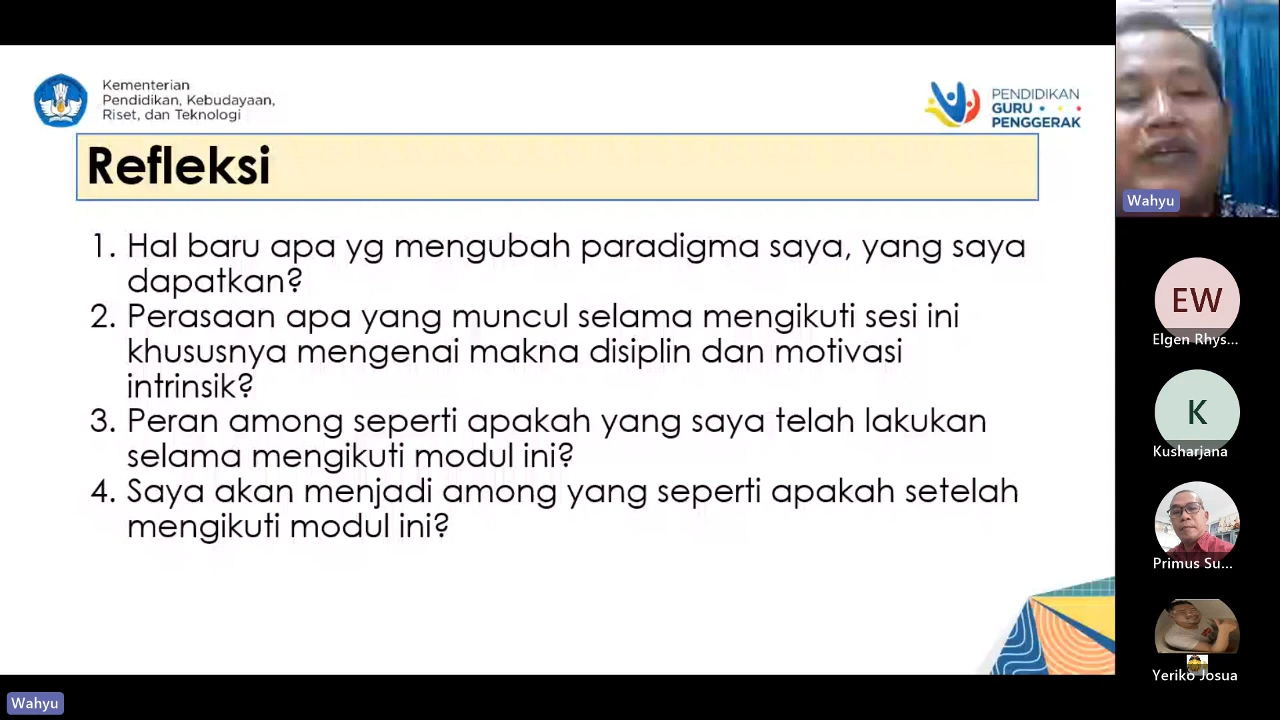 Kementerian
Pendidikan, Kebudayaan,
Riset, dan Teknologi
PENDIDIKAN
GURU
PENGGERAK
Refleksi
1. Hal baru apa yg mengubah paradigma saya, yang saya
dapatkan?
2. Perasaan apa yang muncul selama mengikuti sesi ini
khususnya mengenai makna disiplin dan motivasi
intrinsik?
3. Peran among seperti apakah yang saya telah lakukan
selama mengikuti modul ini?
4. Saya akan menjadi among yang seperti apakah setelah
mengikuti modul ini?
Wahyu
EW
Elgen Rhys...
K
Kusharjana
Primus Su...
Yeriko Josua
Wahyu